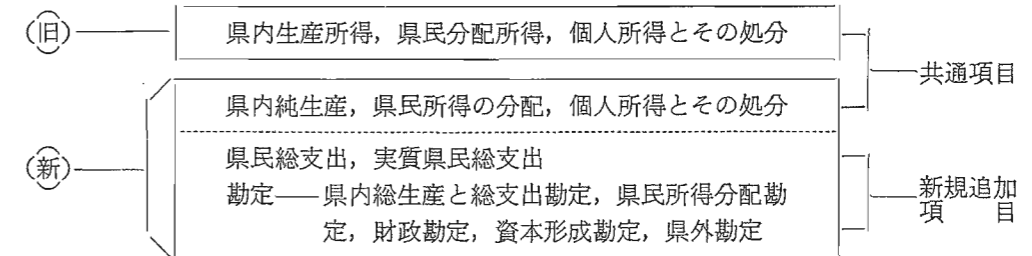 (旧)
県内生産所得，県民分配所得，個人所得とその処分
共通項目
県内純生産，県民所得の分配，個人所得とその処分
(新)
県民総支出，実質県民総支出
勘定——県内総生産と総支出勘定，県民所得分配勘
定，財政勘定，資本形成勘定，県外勘定
新規追加
項　　目